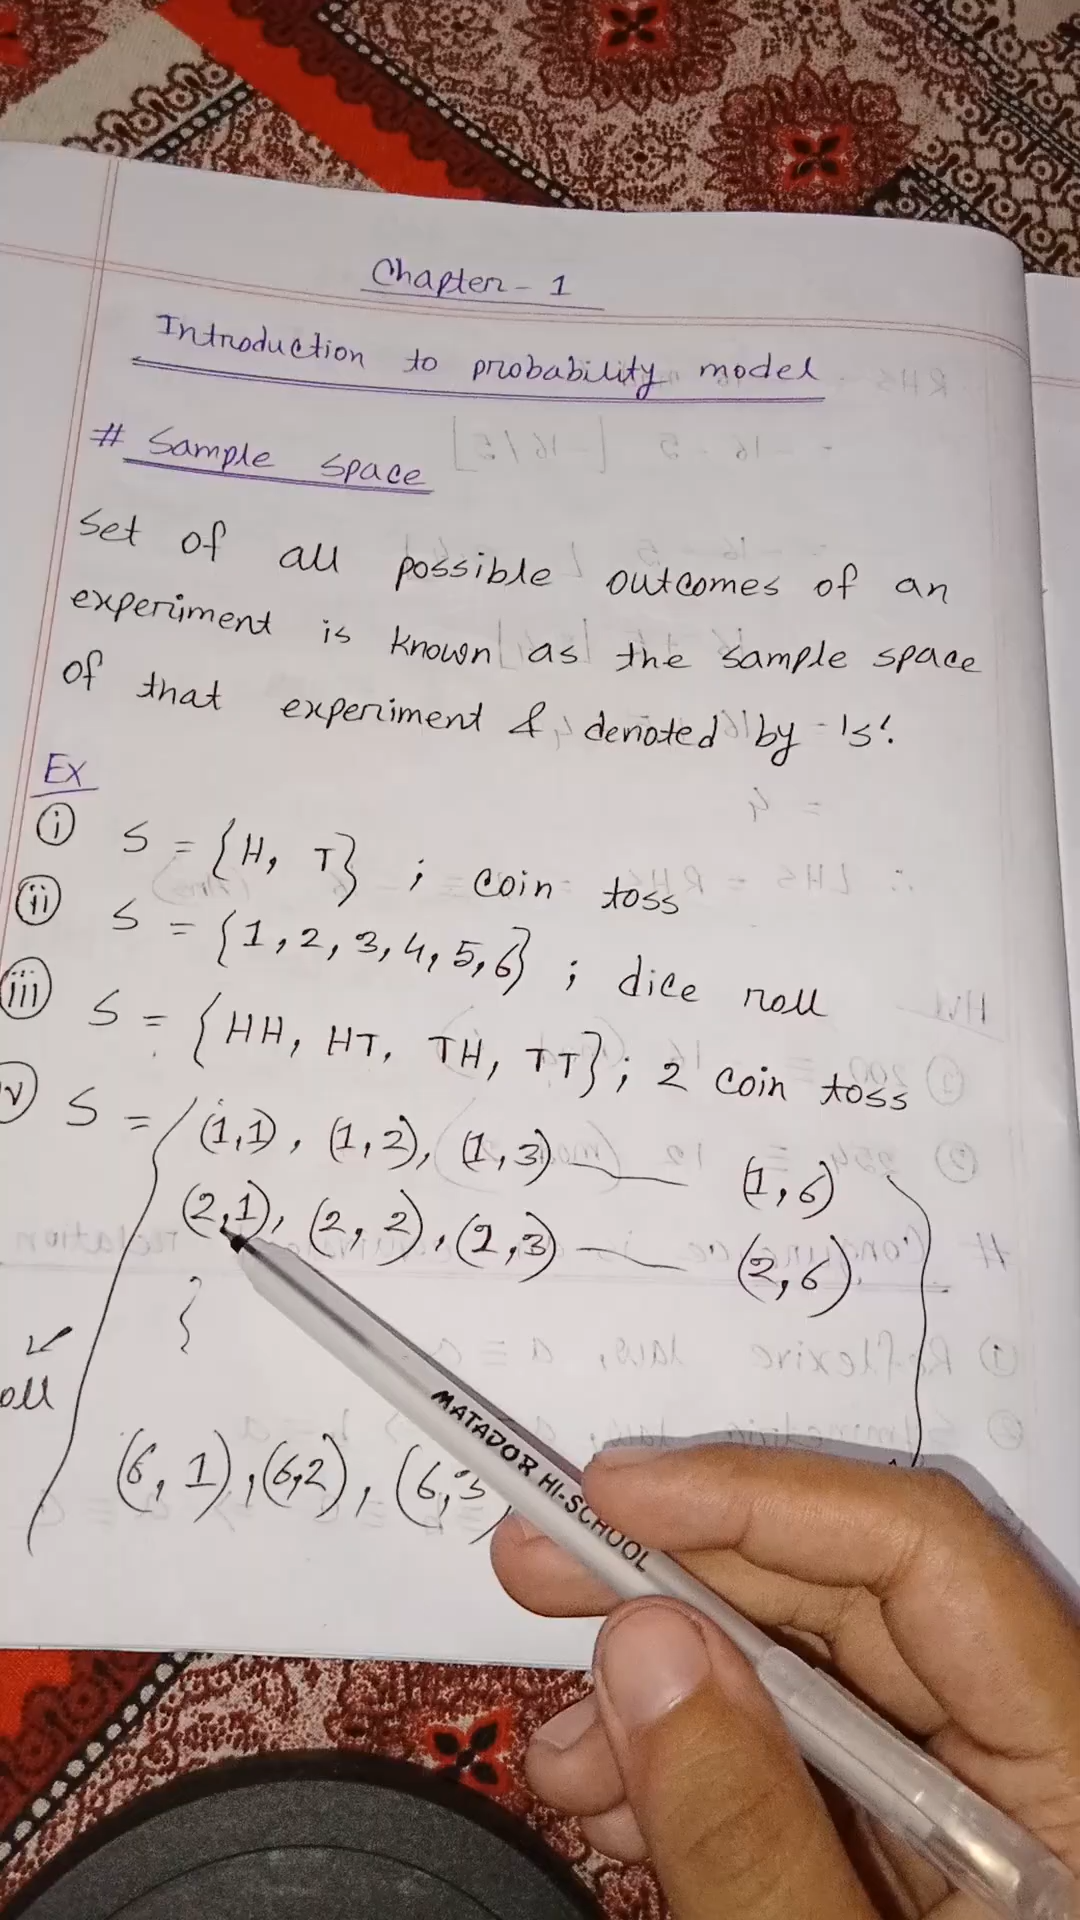 Chapter - 1
Introduction to probability model
# Sample space
Set of all possible outcomes of an
experiment is known as the sample space
of that experiment & denoted by 's'.
Ex
(i) S = {H, T} ; coin toss
(ii) S = {1, 2, 3, 4, 5, 6} ; dice roll
(iii) S = {HH, HT, TH, TT} ; 2 coin toss
S = (1,1), (1,2), (1,3) — (1,6)
(2,1), (2,2), (2,3) — (2,6)
(6,1), (6,2), (6,3
MATADOR HI-SCHOOL